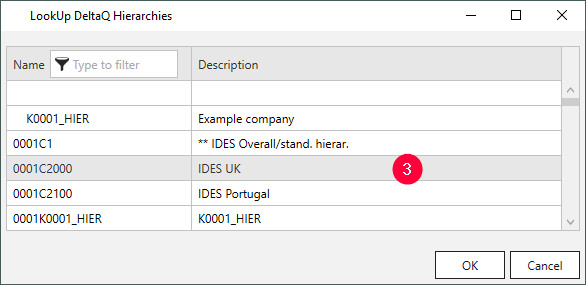 LookUp DeltaQ Hierarchies
Name Type to filter Description
K0001_HIER Example company
0001C1 ** IDES Overall/stand. hierar.
0001C2000 IDES UK 3
0001C2100 IDES Portugal
0001K0001_HIER K0001_HIER
OK Cancel